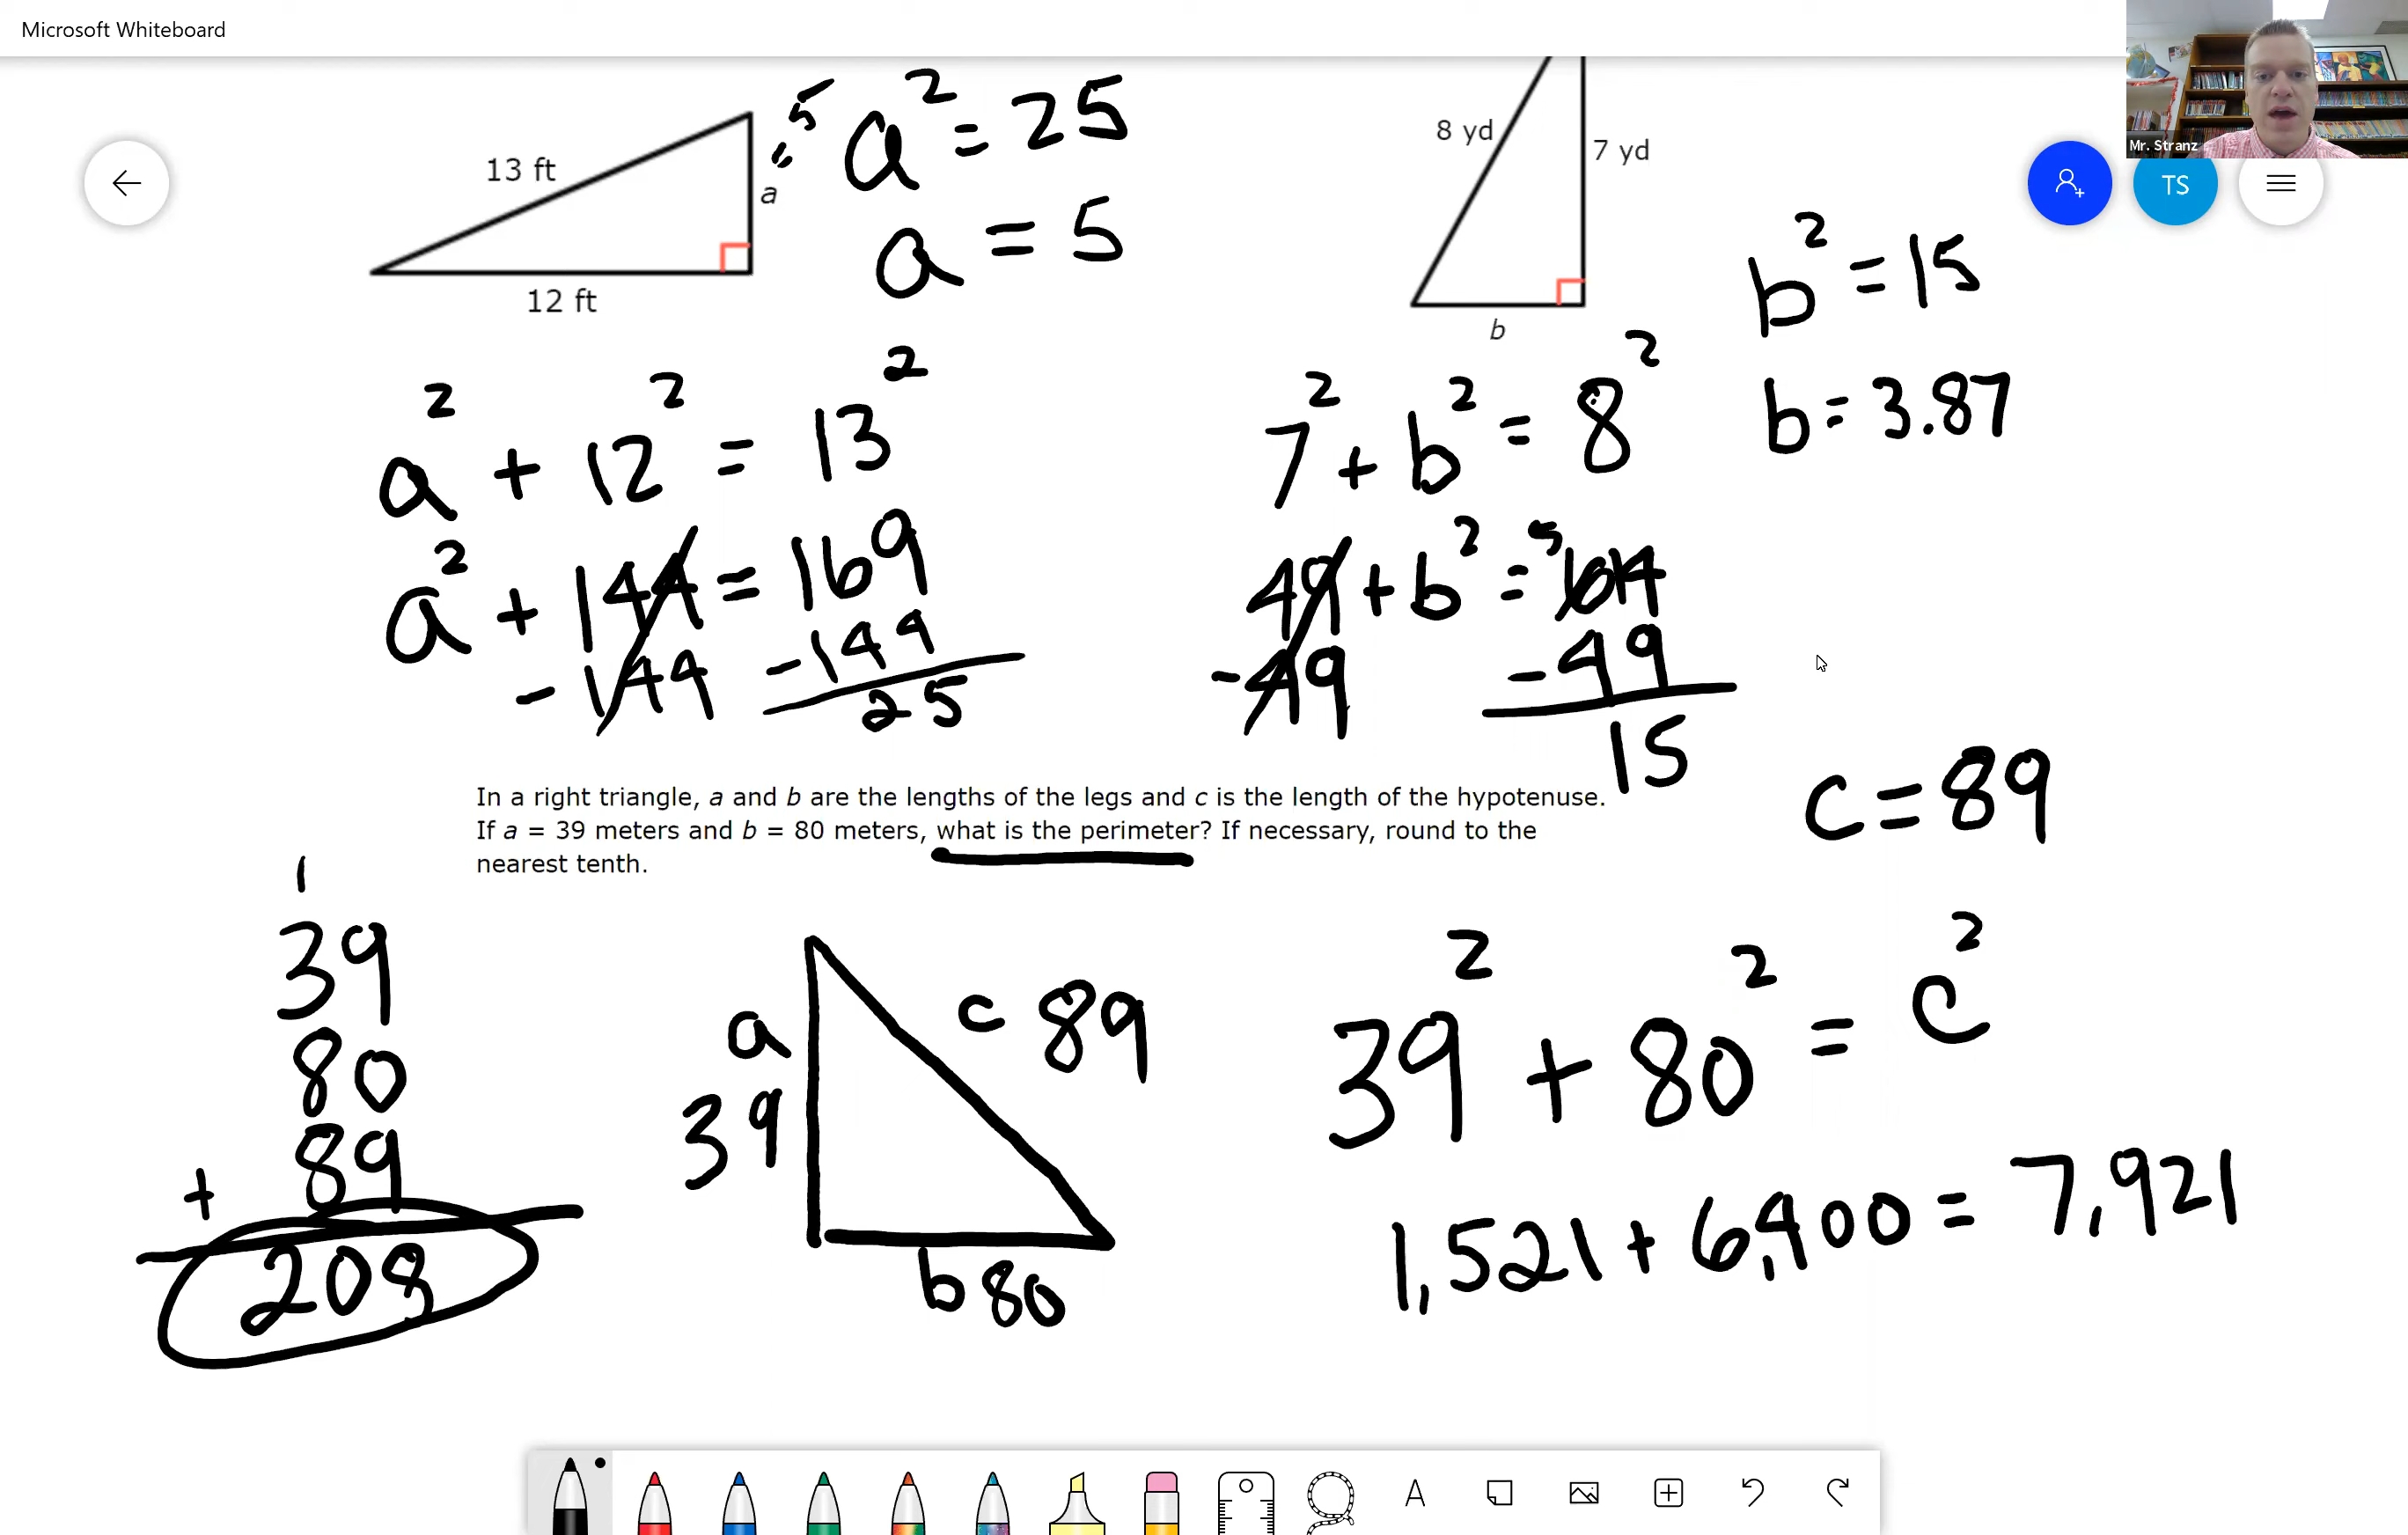 Microsoft Whiteboard
Mr. Stranz
TS
13 ft
a
= 5
12 ft
a² = 25
a = 5
a² + 12² = 13²
a² + 144 = 169
- 144 - 144
25
8 yd
7 yd
b
b² = 15
b = 3.87
7² + b² = 8²
49 + b² = 5 64 14
- 49 - 49
15
In a right triangle, a and b are the lengths of the legs and c is the length of the hypotenuse.
If a = 39 meters and b = 80 meters, what is the perimeter? If necessary, round to the
nearest tenth.
c = 89
1
39
80
+ 89
208
a
39
c 89
b 80
39² + 80² = c²
1,521 + 6,400 = 7,921
A